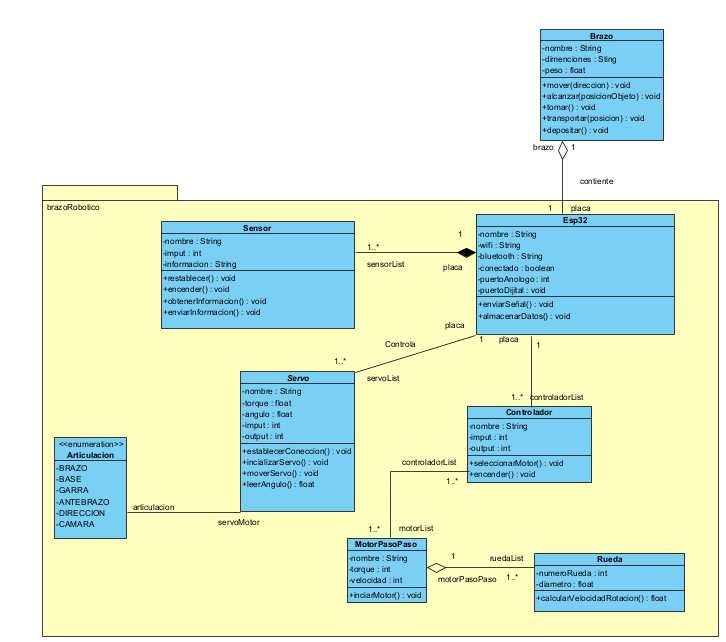 Brazo
-nombre : String
-dimenciones : Sting
-peso : float
+mover(direccion) : void
+alcanzar(posicionObjeto) : void
+tomar() : void
+transportar(posicion) : void
+depositar() : void
brazo 1
contiente
1 placa
brazoRobotico
Esp32
-nombre : String
-wifi : String
-bluetooth : String
-conectado : boolean
-puertoAnologo : int
-puertoDijital : void
+enviarSeñal() : void
+almacenarDatos() : void
Sensor
-nombre : String
-imput : int
-informacion : String
+restablecer() : void
+encender() : void
+obtenerInformacion() : void
+enviarInformacion() : void
1..*
sensorList
1
placa
placa
1
Controla
1..*
servoList
placa
1
1..* controladorList
Servo
-nombre : String
-torque : float
-angulo : float
-imput : int
-output : int
+establecerConeccion() : void
+incializarServo() : void
+moverServo() : void
+leerAngulo() : float
Controlador
-nombre : String
-imput : int
-output : int
+seleccionarMotor() : void
+encender() : void
<<enumeration>>
Articulacion
-BRAZO
-BASE
-GARRA
-ANTEBRAZO
-DIRECCION
-CAMARA
articulacion
servoMotor
controladorList
1..*
1..* motorList
MotorPasoPaso
-nombre : String
-torque : int
-velocidad : int
+inciarMotor() : void
1
motorPasoPaso
ruedaList
1..*
Rueda
-numeroRueda : int
-diametro : float
+calcularVelocidadRotacion() : float